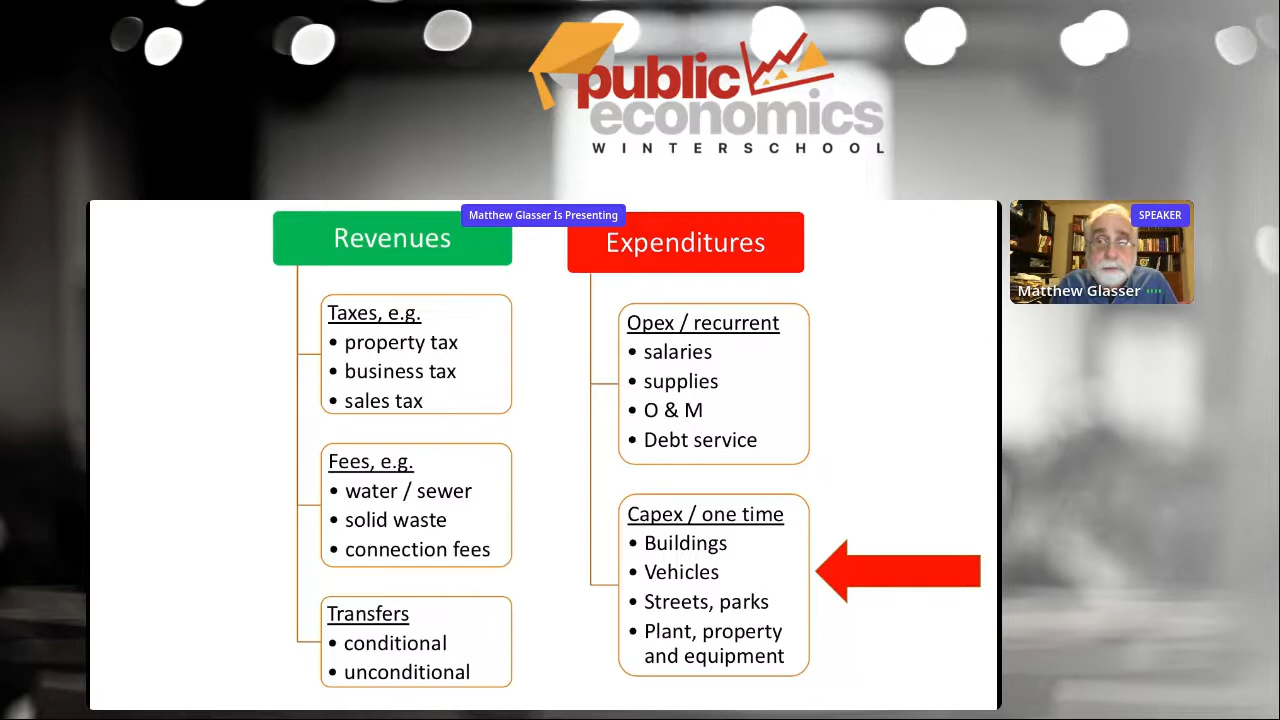 public
economics
WINTERSCHOOL
Matthew Glasser Is Presenting
SPEAKER
Matthew Glasser
Revenues
Taxes, e.g.
• property tax
• business tax
• sales tax
Fees, e.g.
• water / sewer
• solid waste
• connection fees
Transfers
• conditional
• unconditional
Expenditures
Opex / recurrent
• salaries
• supplies
• O & M
• Debt service
Capex / one time
• Buildings
• Vehicles
• Streets, parks
• Plant, property
and equipment